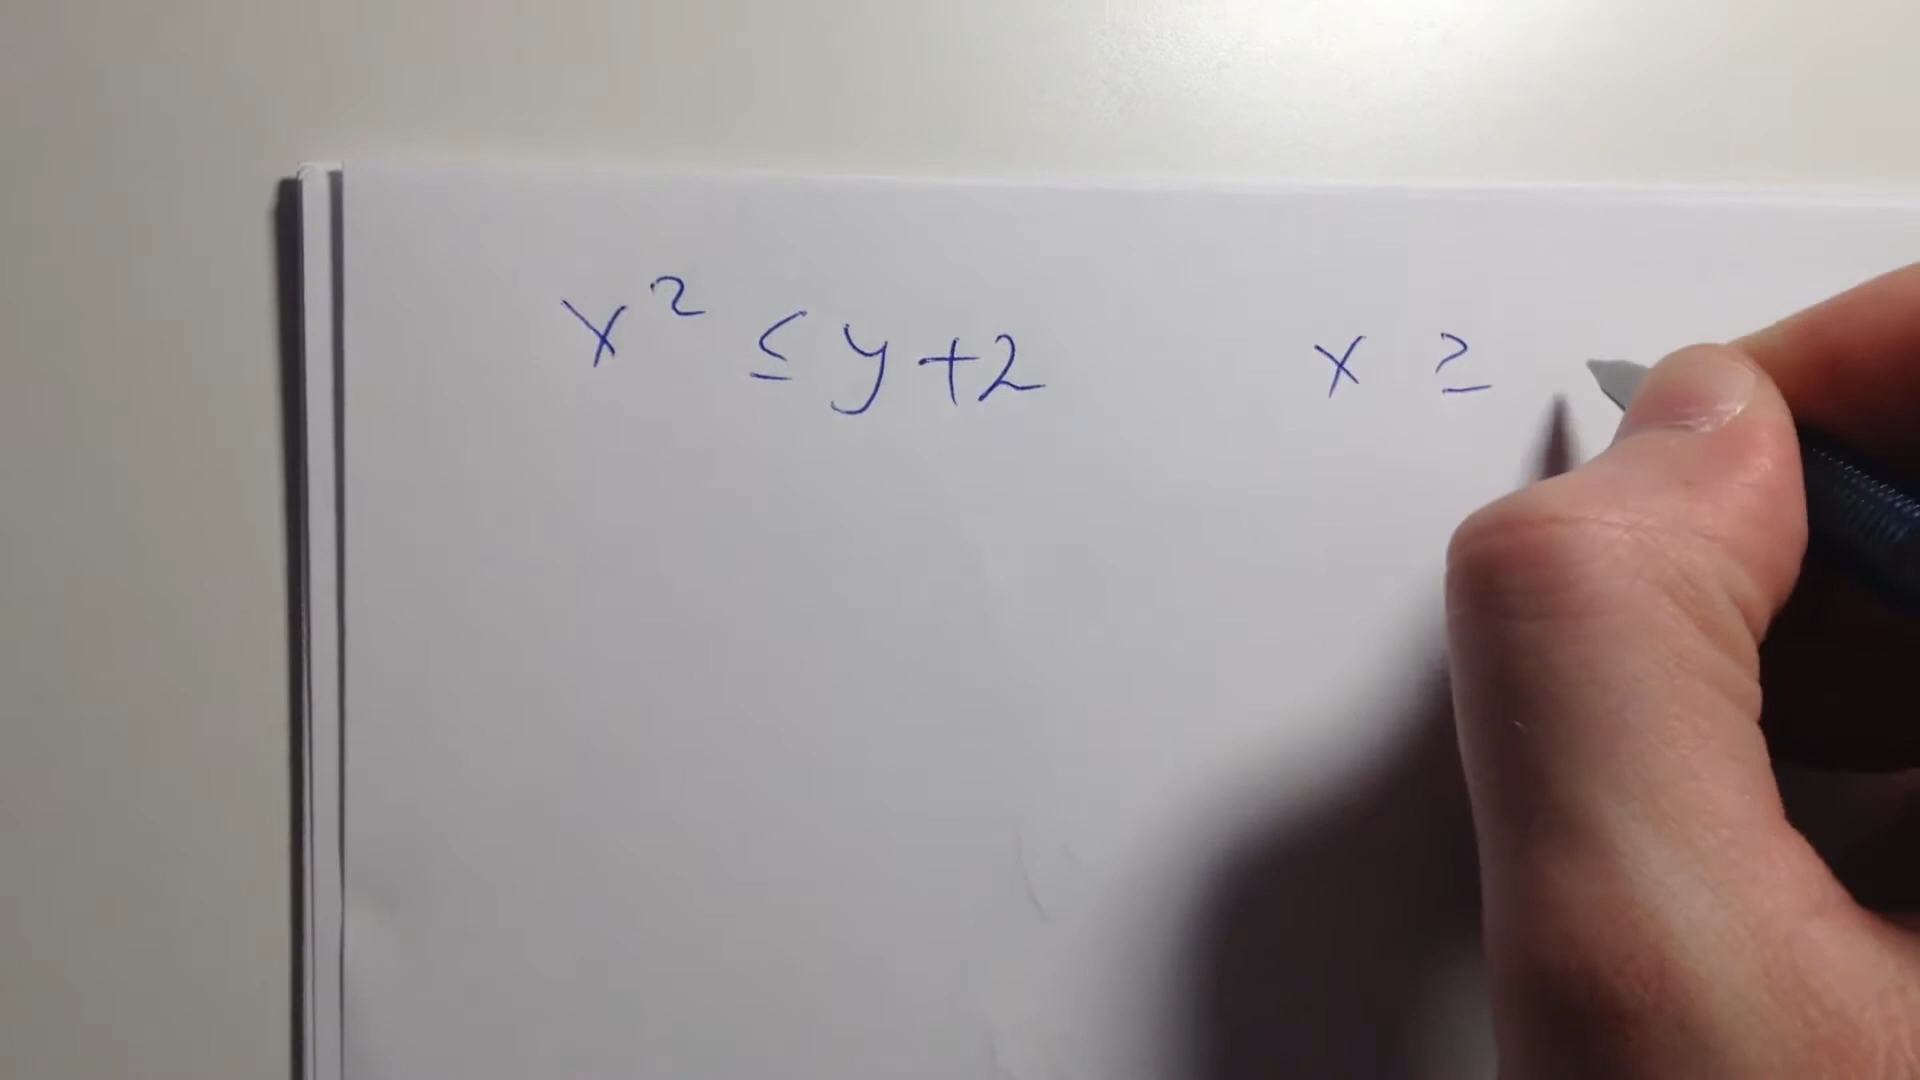 x² ≤ y+2 x ≥